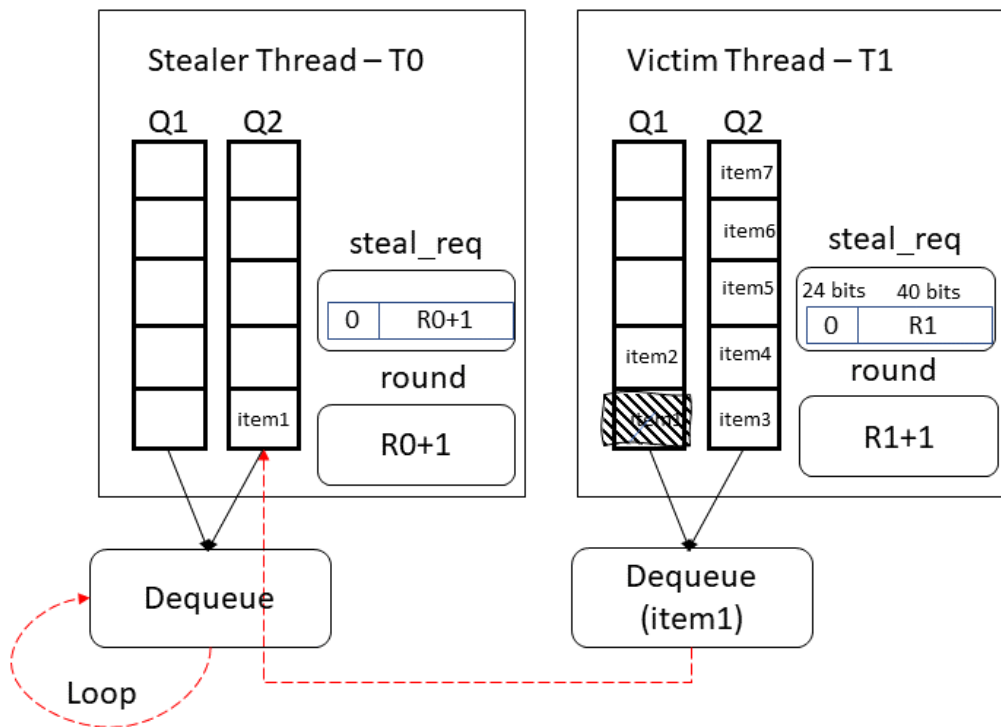 Stealer Thread – T0
Q1 Q2
steal_req
0 R0+1
round
item1
R0+1
Dequeue
Loop
Victim Thread – T1
Q1 Q2
item7
item6
steal_req
item5
24 bits 40 bits
0 R1
item2
item4
round
item1
item3
R1+1
Dequeue
(item1)